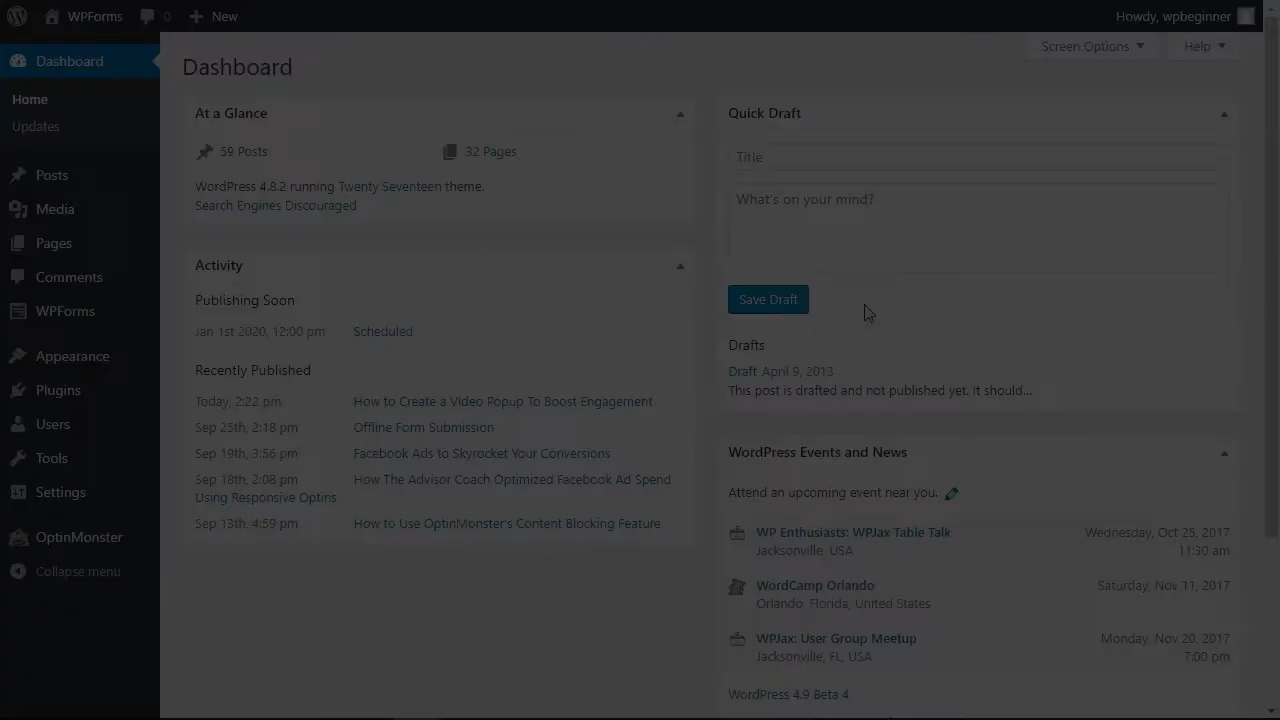 WPForms 0 New Howdy, wpbeginner
Dashboard
Home
Updates
Posts
Media
Pages
Comments
WPForms
Appearance
Plugins
Users
Tools
Settings
OptinMonster
Collapse menu
Screen Options Help
Dashboard
At a Glance
59 Posts 32 Pages
WordPress 4.8.2 running Twenty Seventeen theme.
Search Engines Discouraged
Activity
Publishing Soon
Jan 1st 2020, 12:00 pm Scheduled
Recently Published
Today, 2:22 pm How to Create a Video Popup To Boost Engagement
Sep 25th, 2:18 pm Offline Form Submission
Sep 19th, 3:56 pm Facebook Ads to Skyrocket Your Conversions
Sep 18th, 2:08 pm How The Advisor Coach Optimized Facebook Ad Spend
Using Responsive Optins
Sep 13th, 4:59 pm How to Use OptinMonster's Content Blocking Feature
Quick Draft
Title
What's on your mind?
Save Draft
Drafts
Draft April 9, 2013
This post is drafted and not published yet. it should...
WordPress Events and News
Attend an upcoming event near you.
WP Enthusiasts: WPJax Table Talk Wednesday, Oct 25, 2017
Jacksonville, USA 11:30 am
WordCamp Orlando Saturday, Nov 11, 2017
Orlando, Florida, United States
WPJax: User Group Meetup Monday, Nov 20, 2017
Jacksonville, FL, USA 7:00 pm
WordPress 4.9 Beta 4